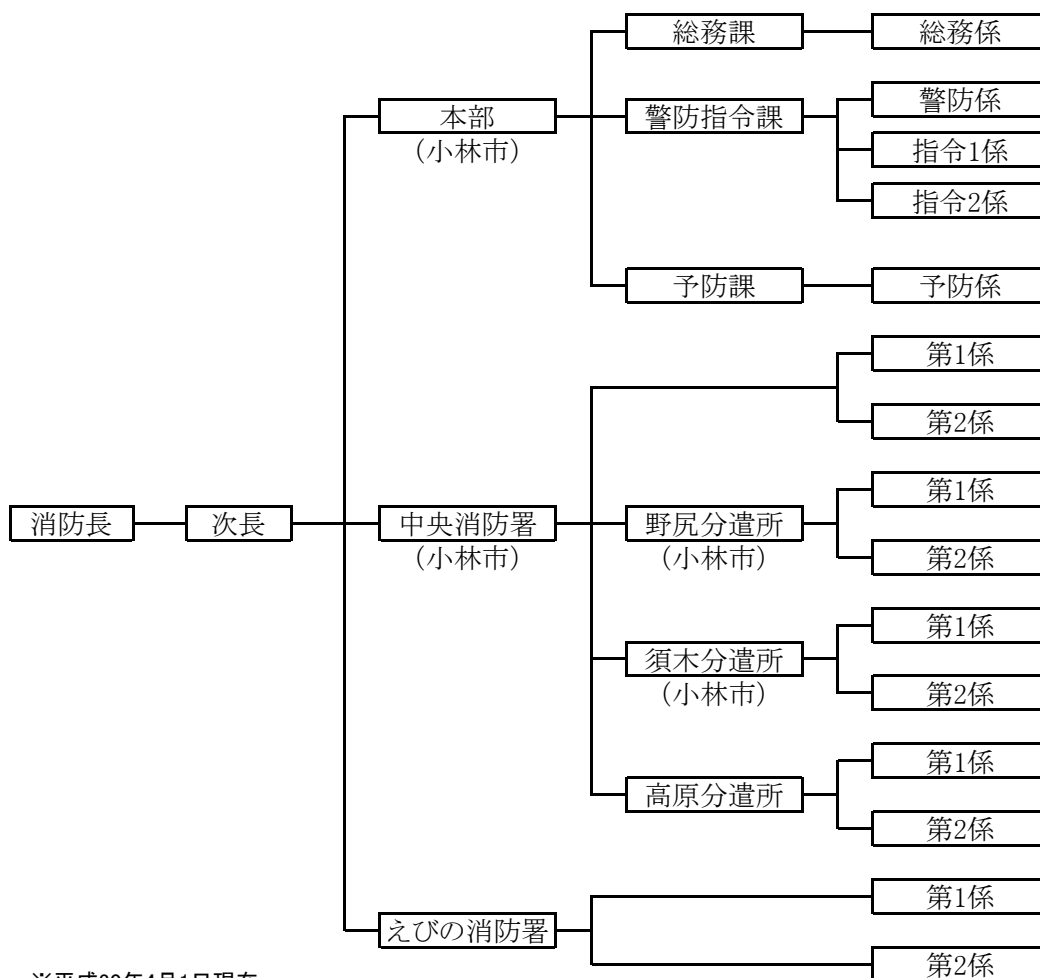 総務課
総務係
本部
(小林市)
警防指令課
警防係
指令1係
指令2係
予防課
予防係
第1係
第2係
消防長
次長
中央消防署
(小林市)
野尻分遣所
(小林市)
第1係
第2係
須木分遣所
(小林市)
第1係
第2係
高原分遣所
第1係
第2係
えびの消防署
第1係
第2係